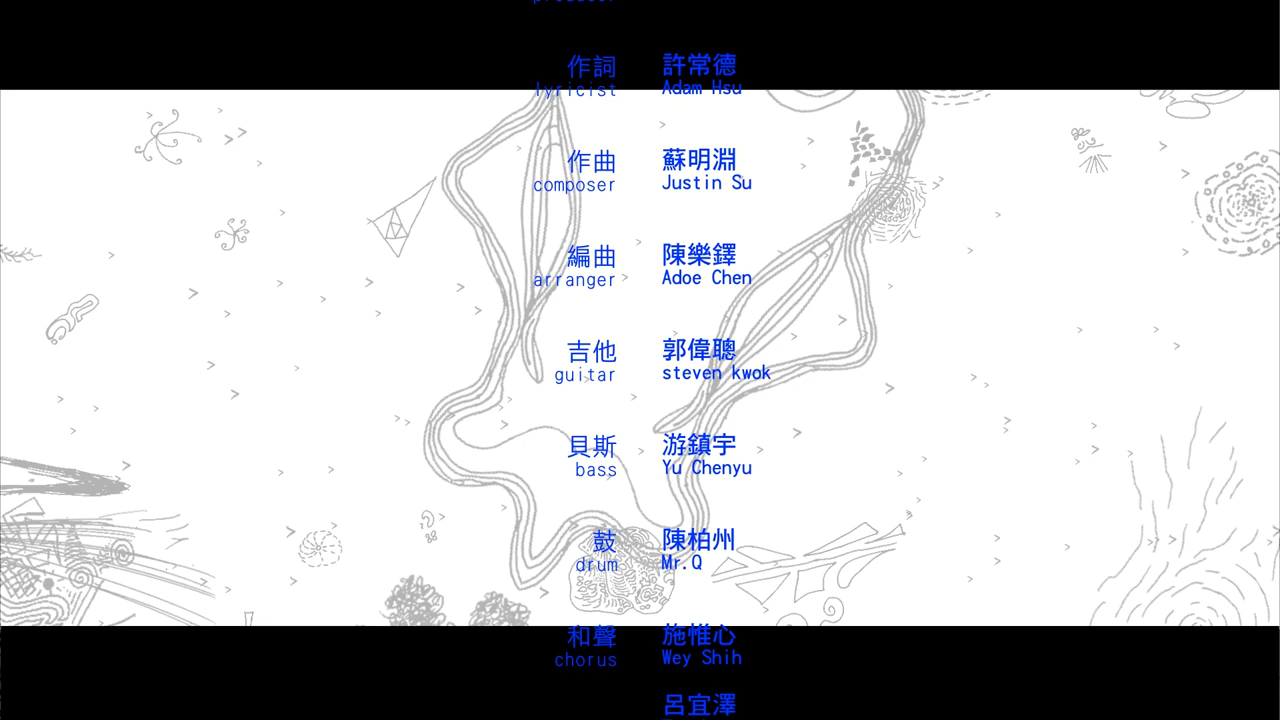 作詞 許常德
lyricist Adam Hsu
作曲 蘇明淵
composer Justin Su
編曲 陳樂鐸
arranger Adoe Chen
吉他 郭偉聰
guitar steven kwok
貝斯 游鎮宇
bass Yu Chenyu
鼓 陳柏州
drum Mr.Q
和聲 施惟心
chorus Wey Shih
呂宜澤